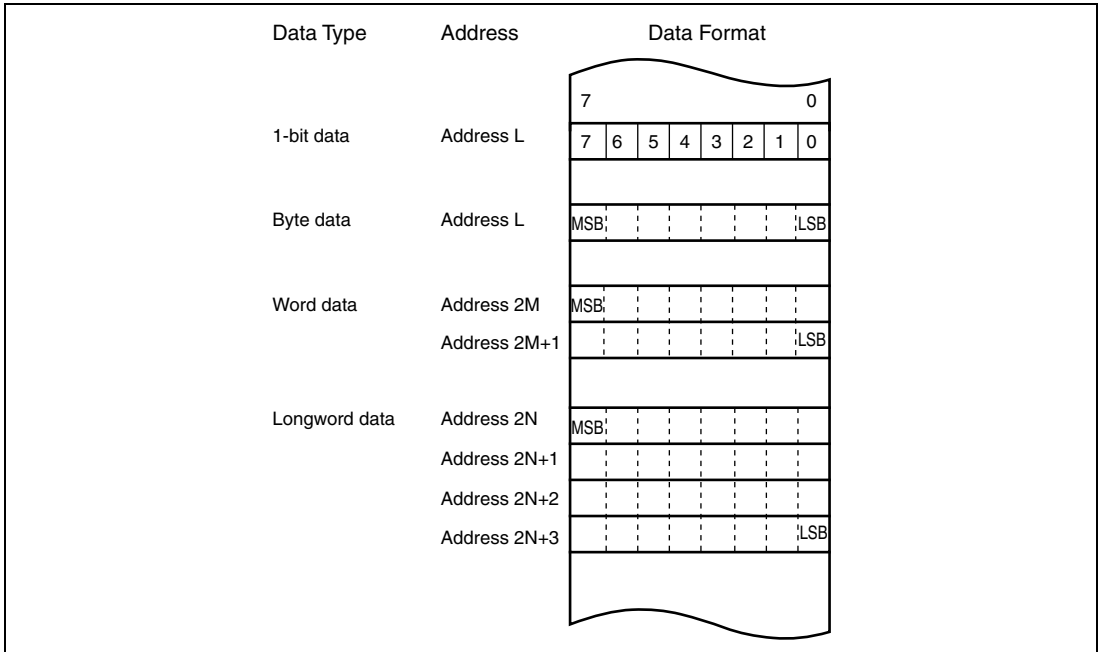 Data Type Address Data Format
7 0
1-bit data Address L 7 6 5 4 3 2 1 0
Byte data Address L MSB LSB
Word data Address 2M MSB
Address 2M+1 LSB
Longword data Address 2N MSB
Address 2N+1
Address 2N+2
Address 2N+3 LSB